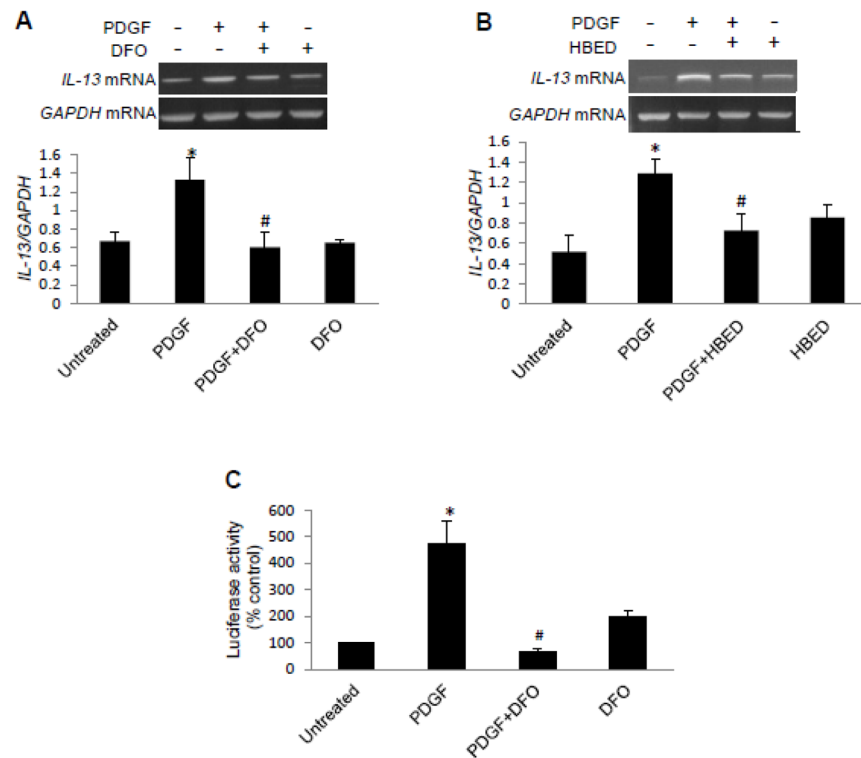 A
PDGF - + + -
DFO - - + +
IL-13 mRNA
GAPDH mRNA
1.6
1.4
1.2
1
0.8
0.6
0.4
0.2
0
IL-13/GAPDH
*
#
Untreated
PDGF
PDGF+DFO
DFO
B
PDGF - + + -
HBED - - + +
IL-13 mRNA
GAPDH mRNA
1.6
1.4
1.2
1
0.8
0.6
0.4
0.2
0
IL-13/GAPDH
*
#
Untreated
PDGF
PDGF+HBED
HBED
C
600
500
400
300
200
100
0
Luciferase activity
(% control)
*
#
Untreated
PDGF
PDGF+DFO
DFO